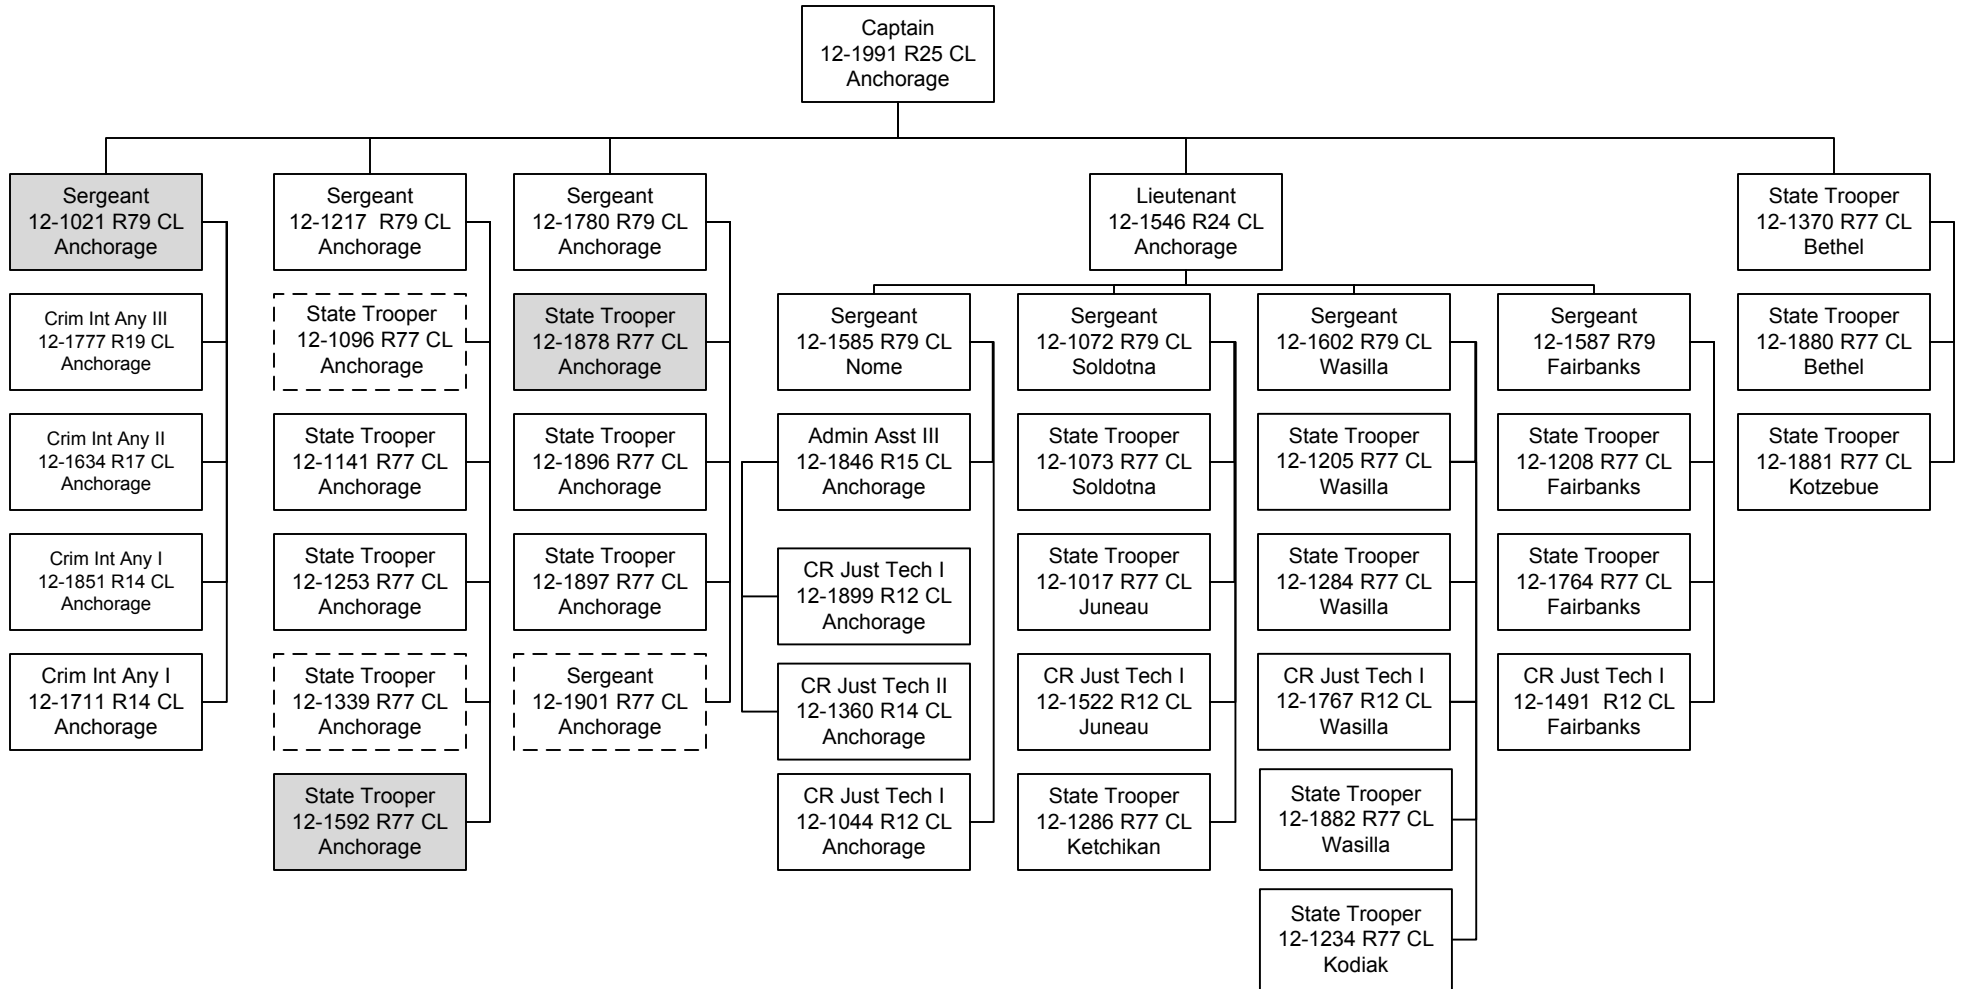 Captain
12-1991 R25 CL
Anchorage
Sergeant
12-1021 R79 CL
Anchorage
Crim Int Any III
12-1777 R19 CL
Anchorage
Crim Int Any II
12-1634 R17 CL
Anchorage
Crim Int Any I
12-1851 R14 CL
Anchorage
Crim Int Any I
12-1711 R14 CL
Anchorage
Sergeant
12-1217  R79 CL
Anchorage
State Trooper
12-1096 R77 CL
Anchorage
State Trooper
12-1141 R77 CL
Anchorage
State Trooper
12-1253 R77 CL
Anchorage
State Trooper
12-1339 R77 CL
Anchorage
State Trooper
12-1592 R77 CL
Anchorage
Sergeant
12-1780 R79 CL
Anchorage
State Trooper
12-1878 R77 CL
Anchorage
State Trooper
12-1896 R77 CL
Anchorage
State Trooper
12-1897 R77 CL
Anchorage
Sergeant
12-1901 R77 CL
Anchorage
Lieutenant
12-1546 R24 CL
Anchorage
Sergeant
12-1585 R79 CL
Nome
Admin Asst III
12-1846 R15 CL
Anchorage
CR Just Tech I
12-1899 R12 CL
Anchorage
CR Just Tech II
12-1360 R14 CL
Anchorage
CR Just Tech I
12-1044 R12 CL
Anchorage
Sergeant
12-1072 R79 CL
Soldotna
State Trooper
12-1073 R77 CL
Soldotna
State Trooper
12-1017 R77 CL
Juneau
CR Just Tech I
12-1522 R12 CL
Juneau
State Trooper
12-1286 R77 CL
Ketchikan
Sergeant
12-1602 R79 CL
Wasilla
State Trooper
12-1205 R77 CL
Wasilla
State Trooper
12-1284 R77 CL
Wasilla
CR Just Tech I
12-1767 R12 CL
Wasilla
State Trooper
12-1882 R77 CL
Wasilla
State Trooper
12-1234 R77 CL
Kodiak
Sergeant
12-1587 R79
Fairbanks
State Trooper
12-1208 R77 CL
Fairbanks
State Trooper
12-1764 R77 CL
Fairbanks
CR Just Tech I
12-1491  R12 CL
Fairbanks
State Trooper
12-1370 R77 CL
Bethel
State Trooper
12-1880 R77 CL
Bethel
State Trooper
12-1881 R77 CL
Kotzebue